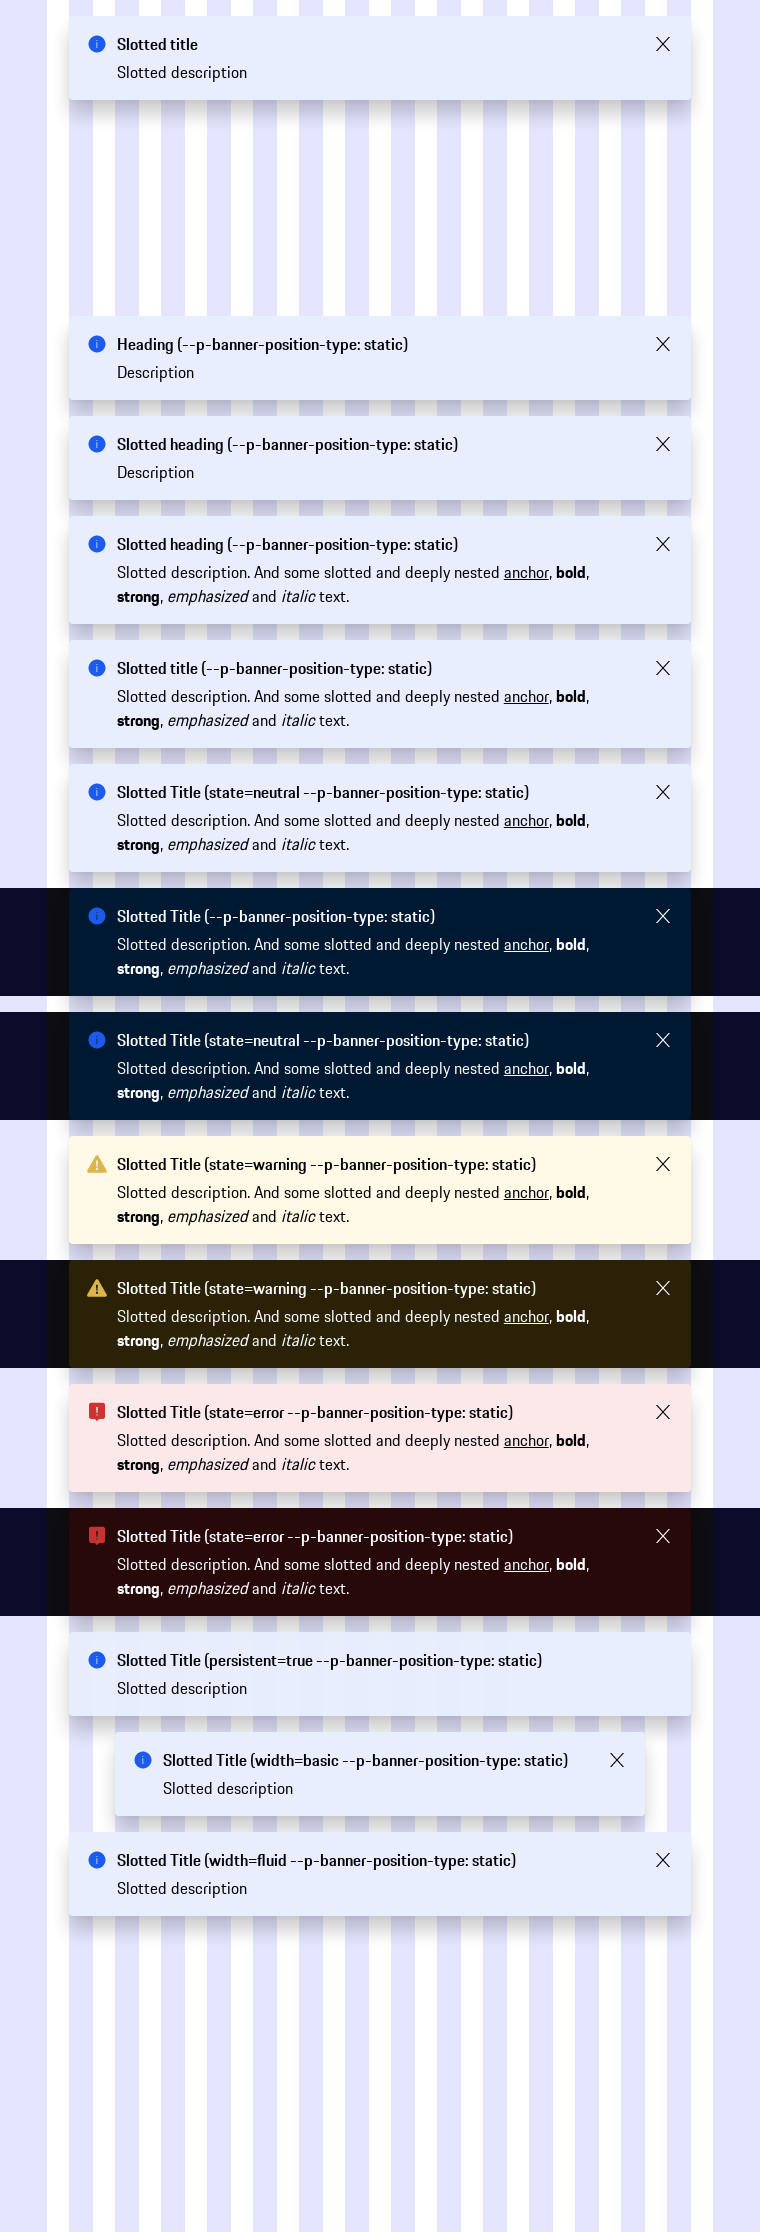 Slotted title
Slotted description
Heading (--p-banner-position-type: static)
Description
Slotted heading (--p-banner-position-type: static)
Description
Slotted heading (--p-banner-position-type: static)
Slotted description. And some slotted and deeply nested anchor, bold,
strong, emphasized and italic text.
Slotted title (--p-banner-position-type: static)
Slotted description. And some slotted and deeply nested anchor, bold,
strong, emphasized and italic text.
Slotted Title (state=neutral --p-banner-position-type: static)
Slotted description. And some slotted and deeply nested anchor, bold,
strong, emphasized and italic text.
Slotted Title (--p-banner-position-type: static)
Slotted description. And some slotted and deeply nested anchor, bold,
strong, emphasized and italic text.
Slotted Title (state=neutral --p-banner-position-type: static)
Slotted description. And some slotted and deeply nested anchor, bold,
strong, emphasized and italic text.
Slotted Title (state=warning --p-banner-position-type: static)
Slotted description. And some slotted and deeply nested anchor, bold,
strong, emphasized and italic text.
Slotted Title (state=warning --p-banner-position-type: static)
Slotted description. And some slotted and deeply nested anchor, bold,
strong, emphasized and italic text.
Slotted Title (state=error --p-banner-position-type: static)
Slotted description. And some slotted and deeply nested anchor, bold,
strong, emphasized and italic text.
Slotted Title (state=error --p-banner-position-type: static)
Slotted description. And some slotted and deeply nested anchor, bold,
strong, emphasized and italic text.
Slotted Title (persistent=true --p-banner-position-type: static)
Slotted description
Slotted Title (width=basic --p-banner-position-type: static)
Slotted description
Slotted Title (width=fluid --p-banner-position-type: static)
Slotted description